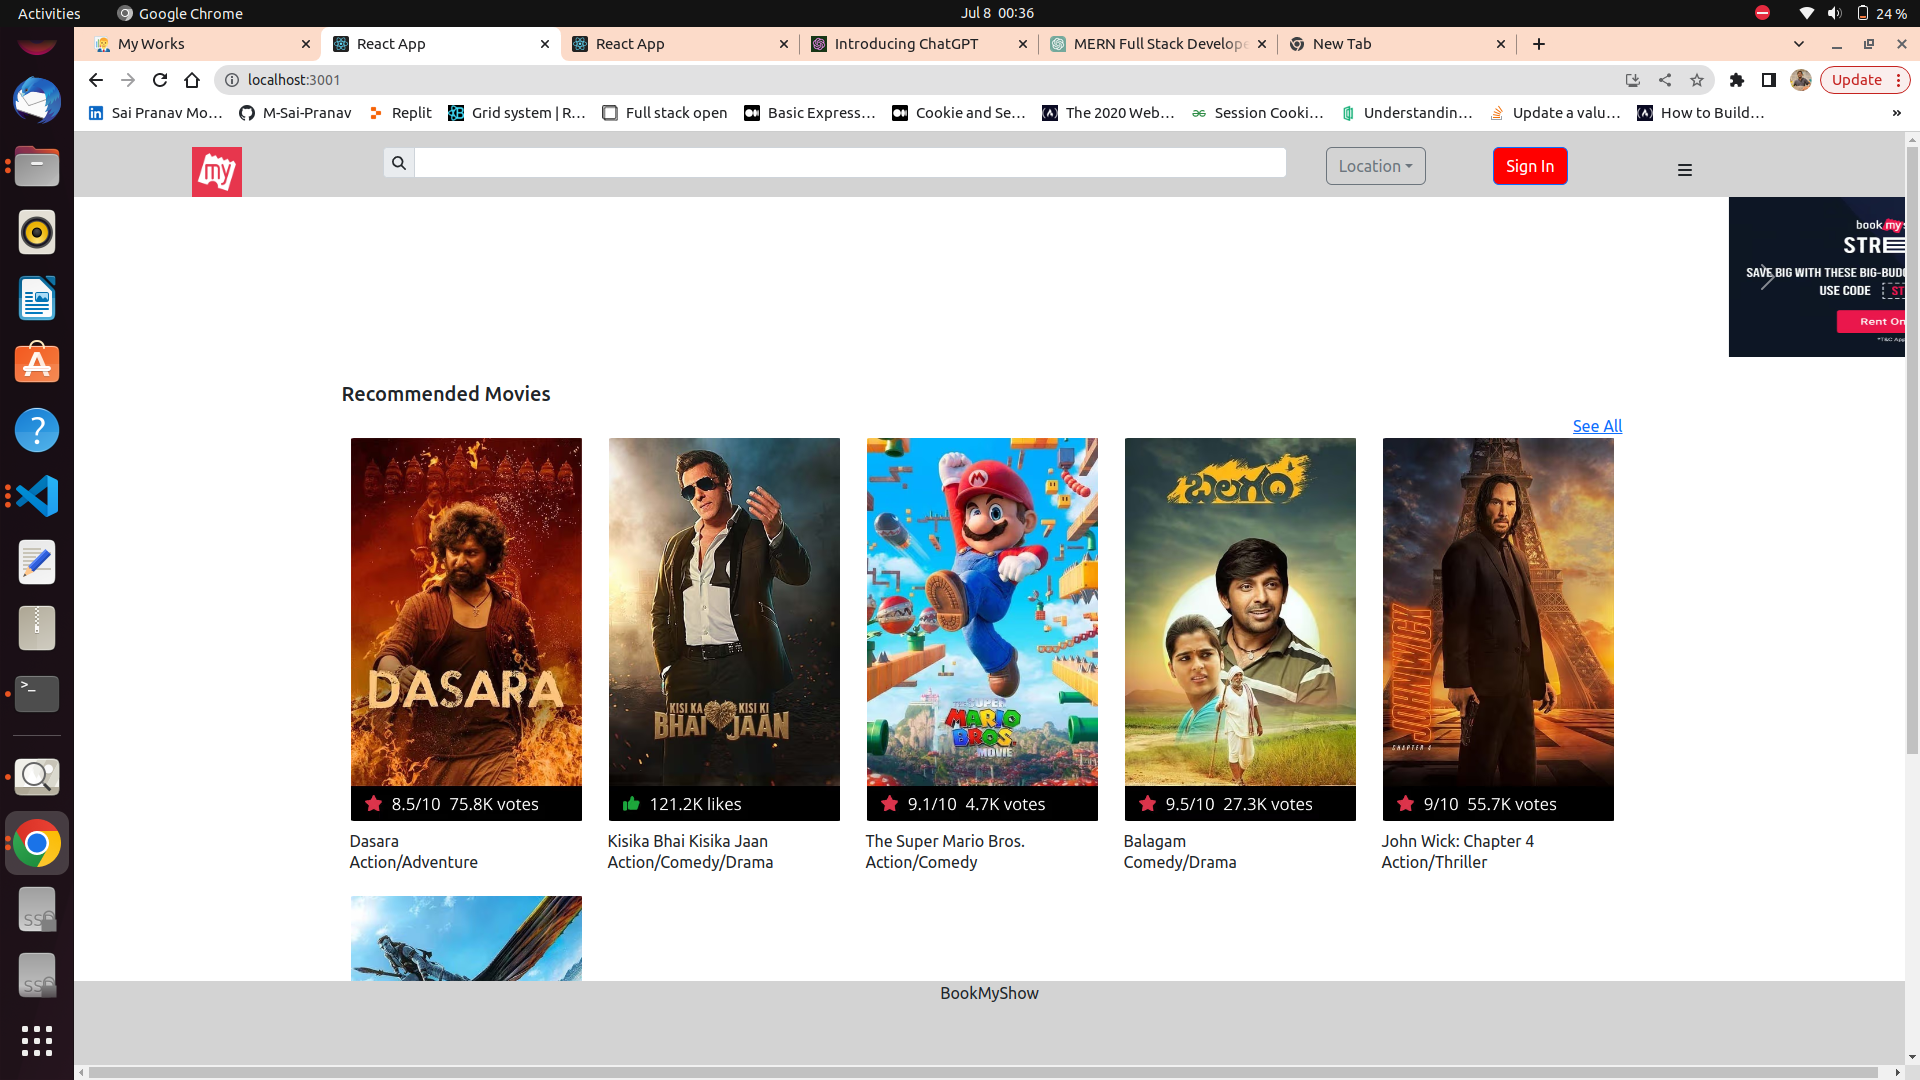 Activities
Google Chrome
Jul 8 00:36
24 %
My Works
React App
React App
Introducing ChatGPT
MERN Full Stack Develope
New Tab
localhost:3001
Update
Sai Pranav Mo…
M-Sai-Pranav
Replit
Grid system | R…
Full stack open
Basic Express…
Cookie and Se…
The 2020 Web…
Session Cooki…
Understandin…
Update a valu…
How to Build…
»
my
Location
Sign In
book my s
STRE
SAVE BIG WITH THESE BIG-BUD
USE CODE ST
Rent On
Recommended Movies
See All
DASARA
8.5/10 75.8K votes
Dasara
Action/Adventure
KISI KA KISI KI
BHAI JAAN
121.2K likes
Kisika Bhai Kisika Jaan
Action/Comedy/Drama
M
THE SUPER
MARIO
BROS.
MOVIE
9.1/10 4.7K votes
The Super Mario Bros.
Action/Comedy
బలగం
9.5/10 27.3K votes
Balagam
Comedy/Drama
JOHN WICK
CHAPTER 4
9/10 55.7K votes
John Wick: Chapter 4
Action/Thriller
BookMyShow